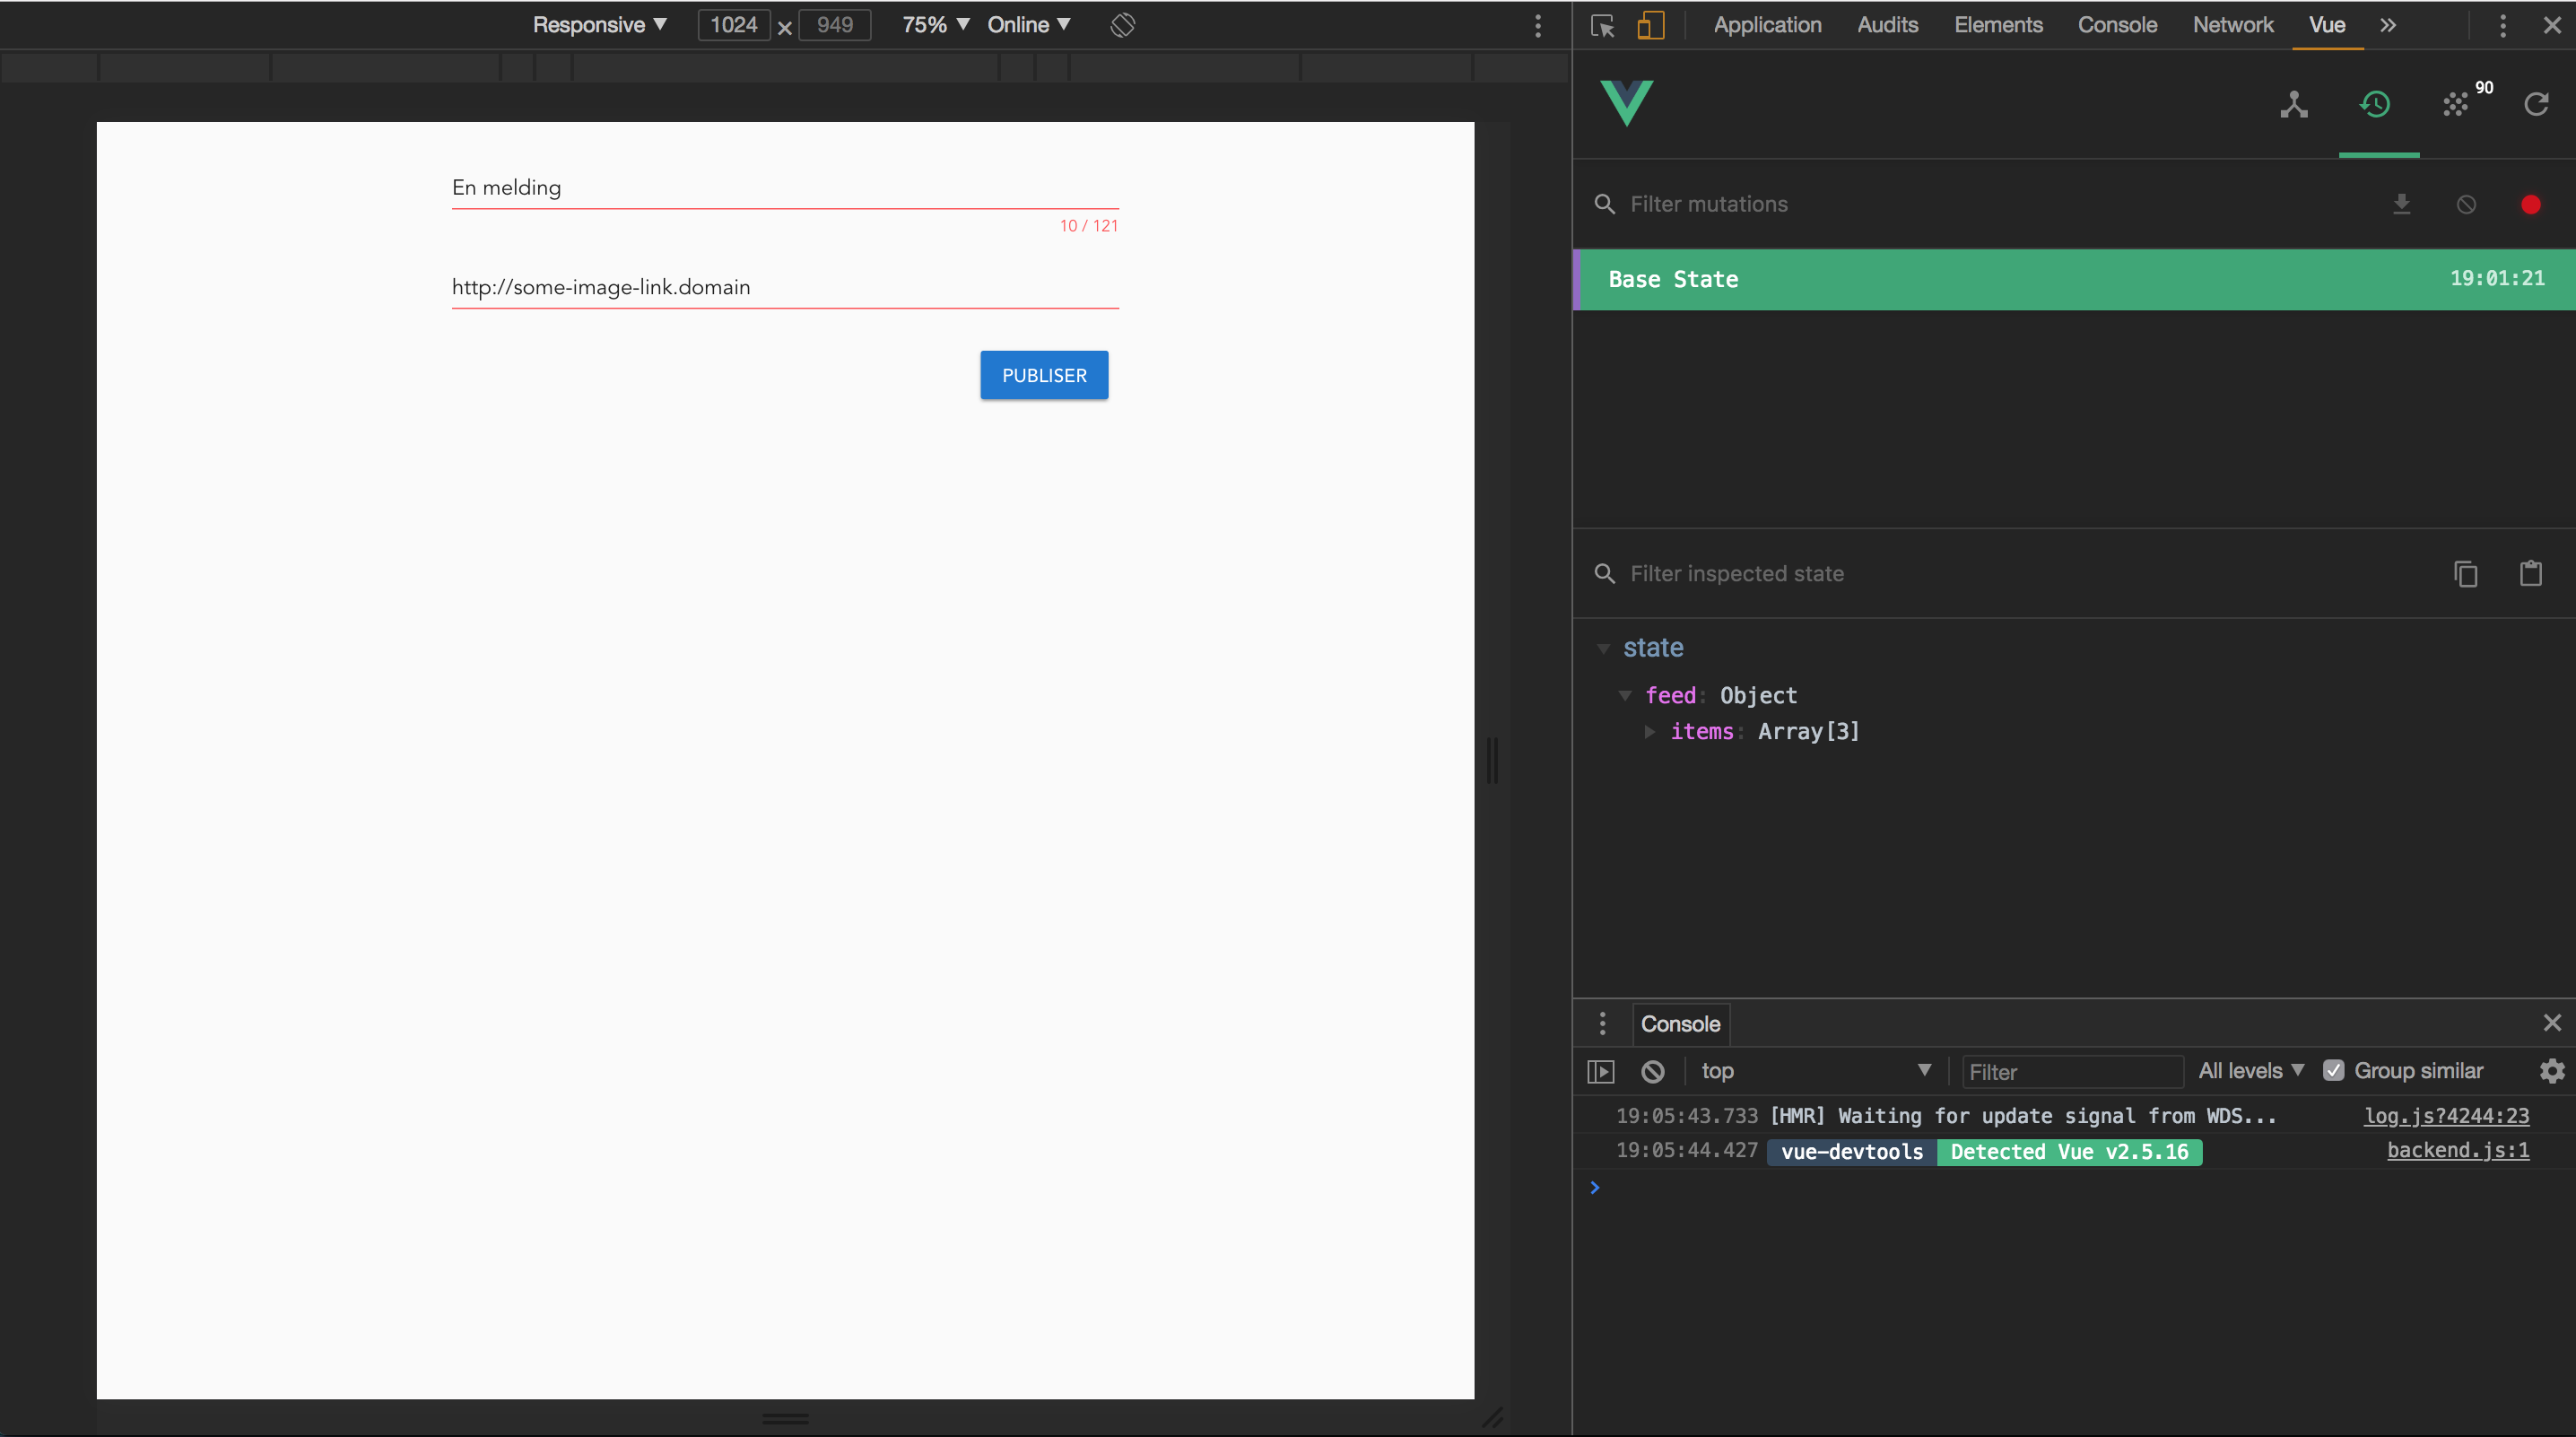 Responsive ▼ 1024 × 949 75% ▼ Online ▼
En melding
10 / 121
http://some-image-link.domain
PUBLISER
Application Audits Elements Console Network Vue »
90
Filter mutations
Base State 19:01:21
Filter inspected state
state
feed: Object
items: Array[3]
Console
top Filter All levels ▼ Group similar
19:05:43.733 [HMR] Waiting for update signal from WDS... log.js?4244:23
19:05:44.427 vue-devtools Detected Vue v2.5.16 backend.js:1